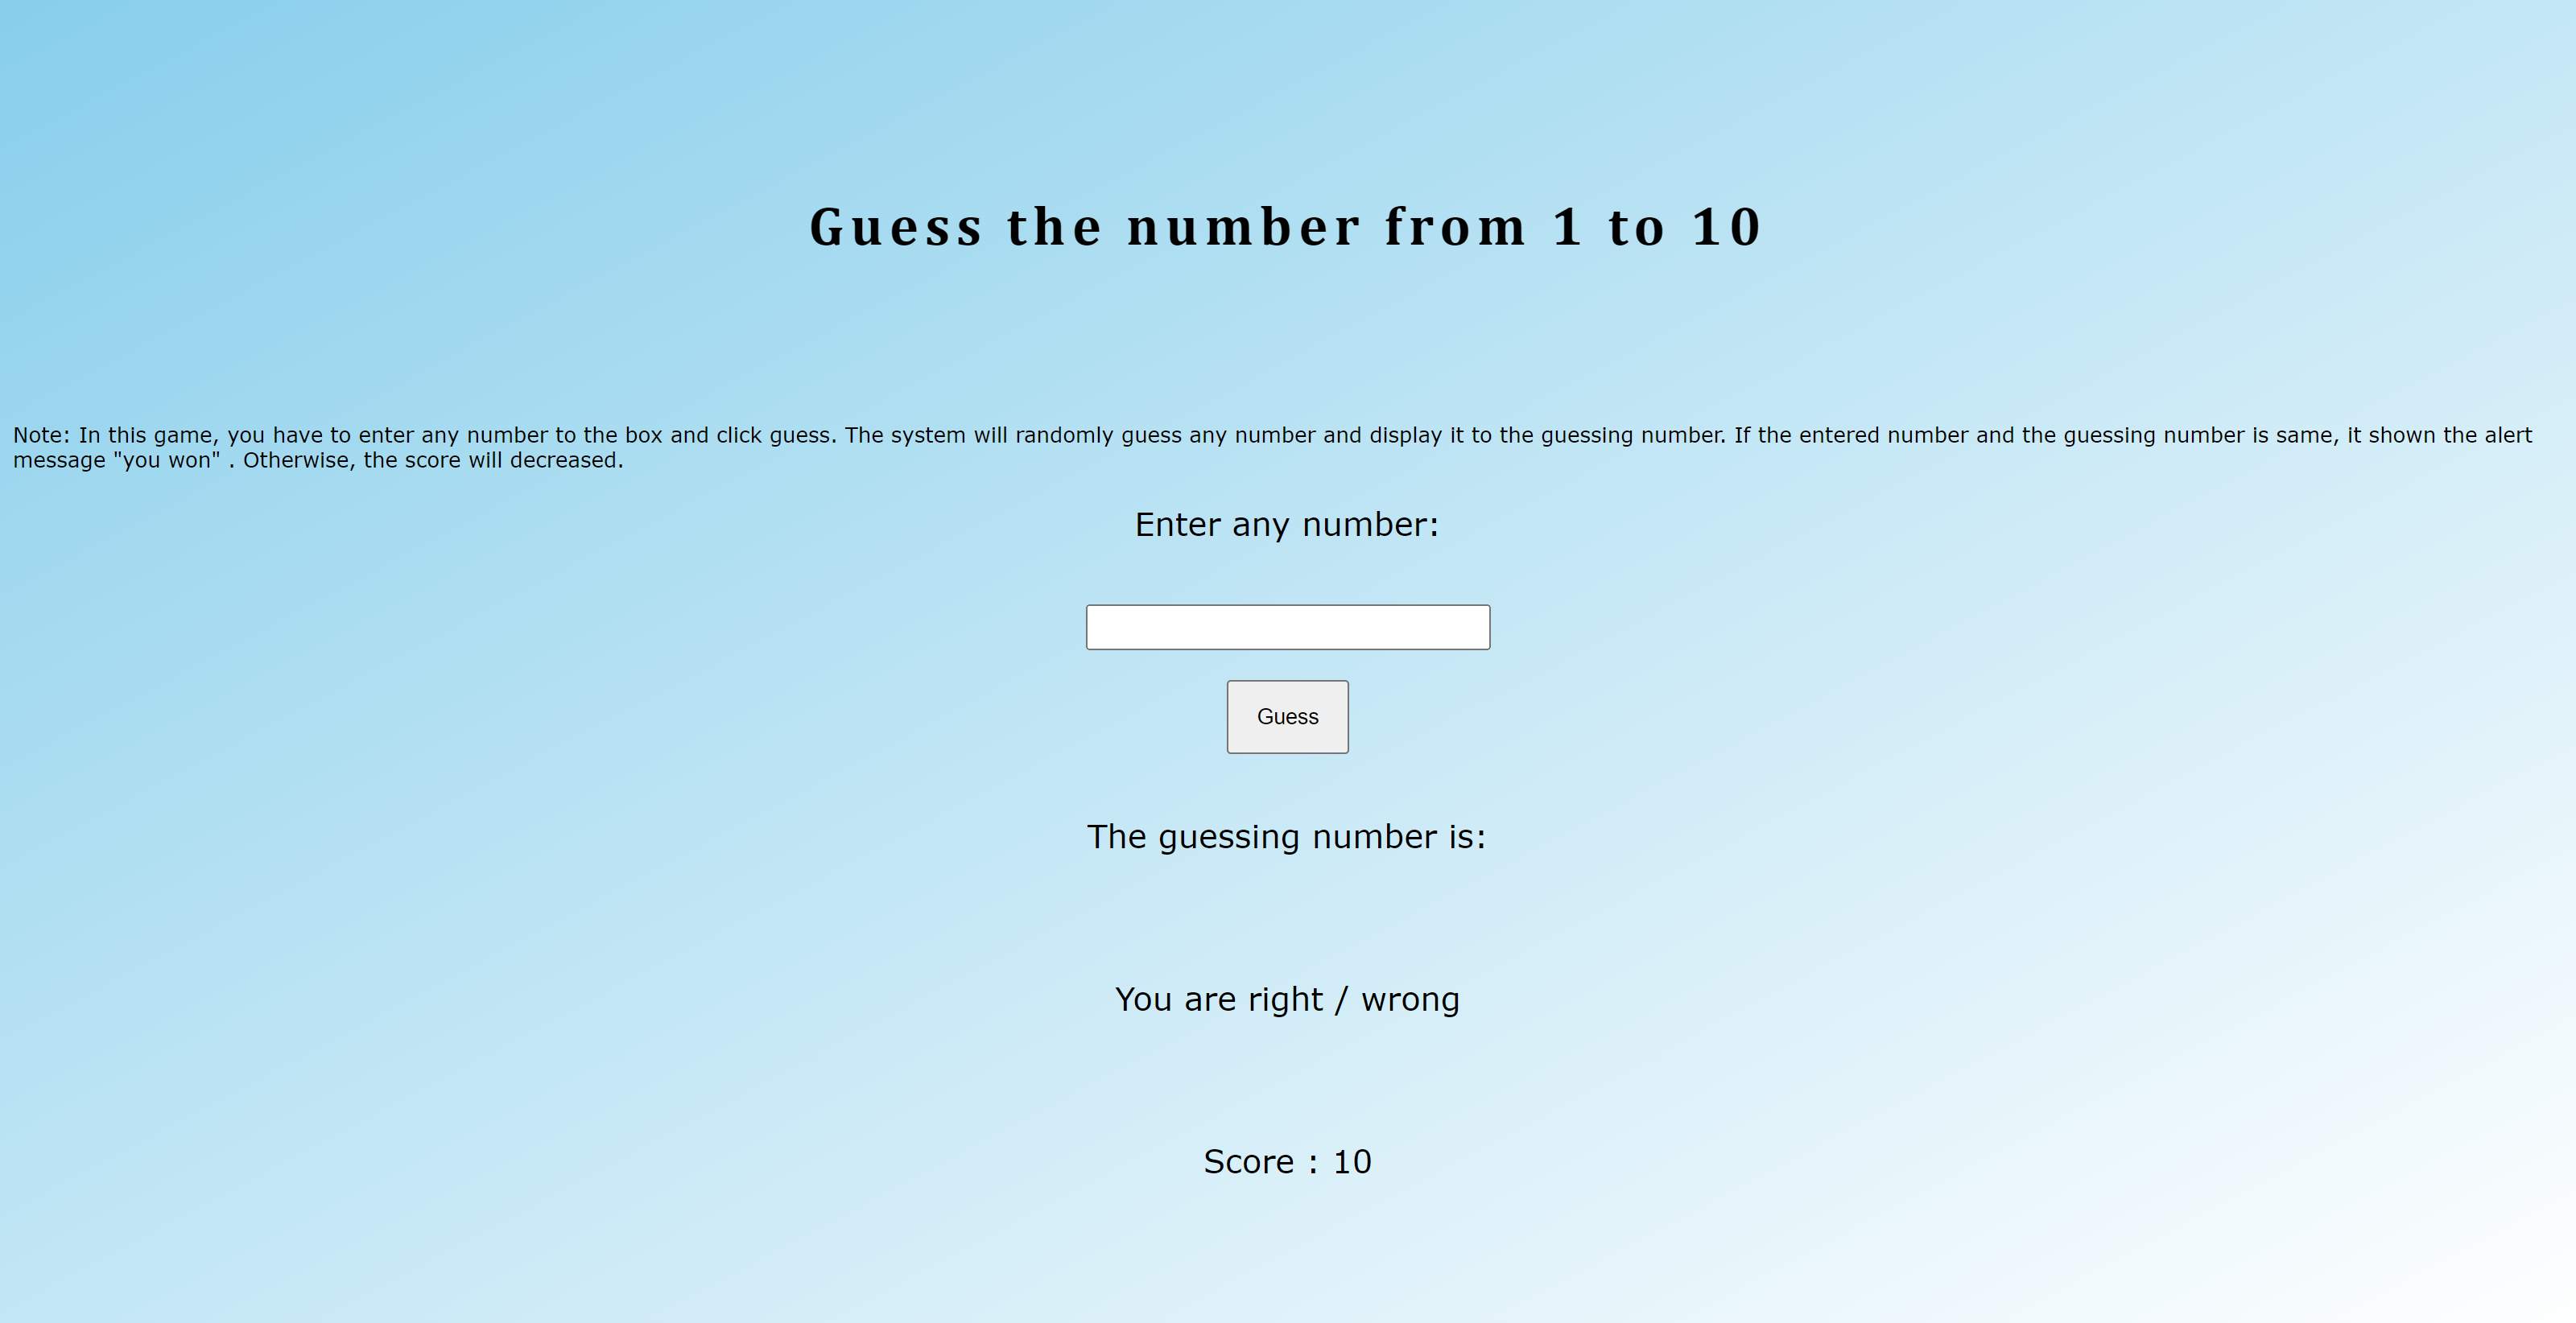 Guess the number from 1 to 10
Note: In this game, you have to enter any number to the box and click guess. The system will randomly guess any number and display it to the guessing number. If the entered number and the guessing number is same, it shown the alert
message "you won" . Otherwise, the score will decreased.
Enter any number:
Guess
The guessing number is:
You are right / wrong
Score : 10